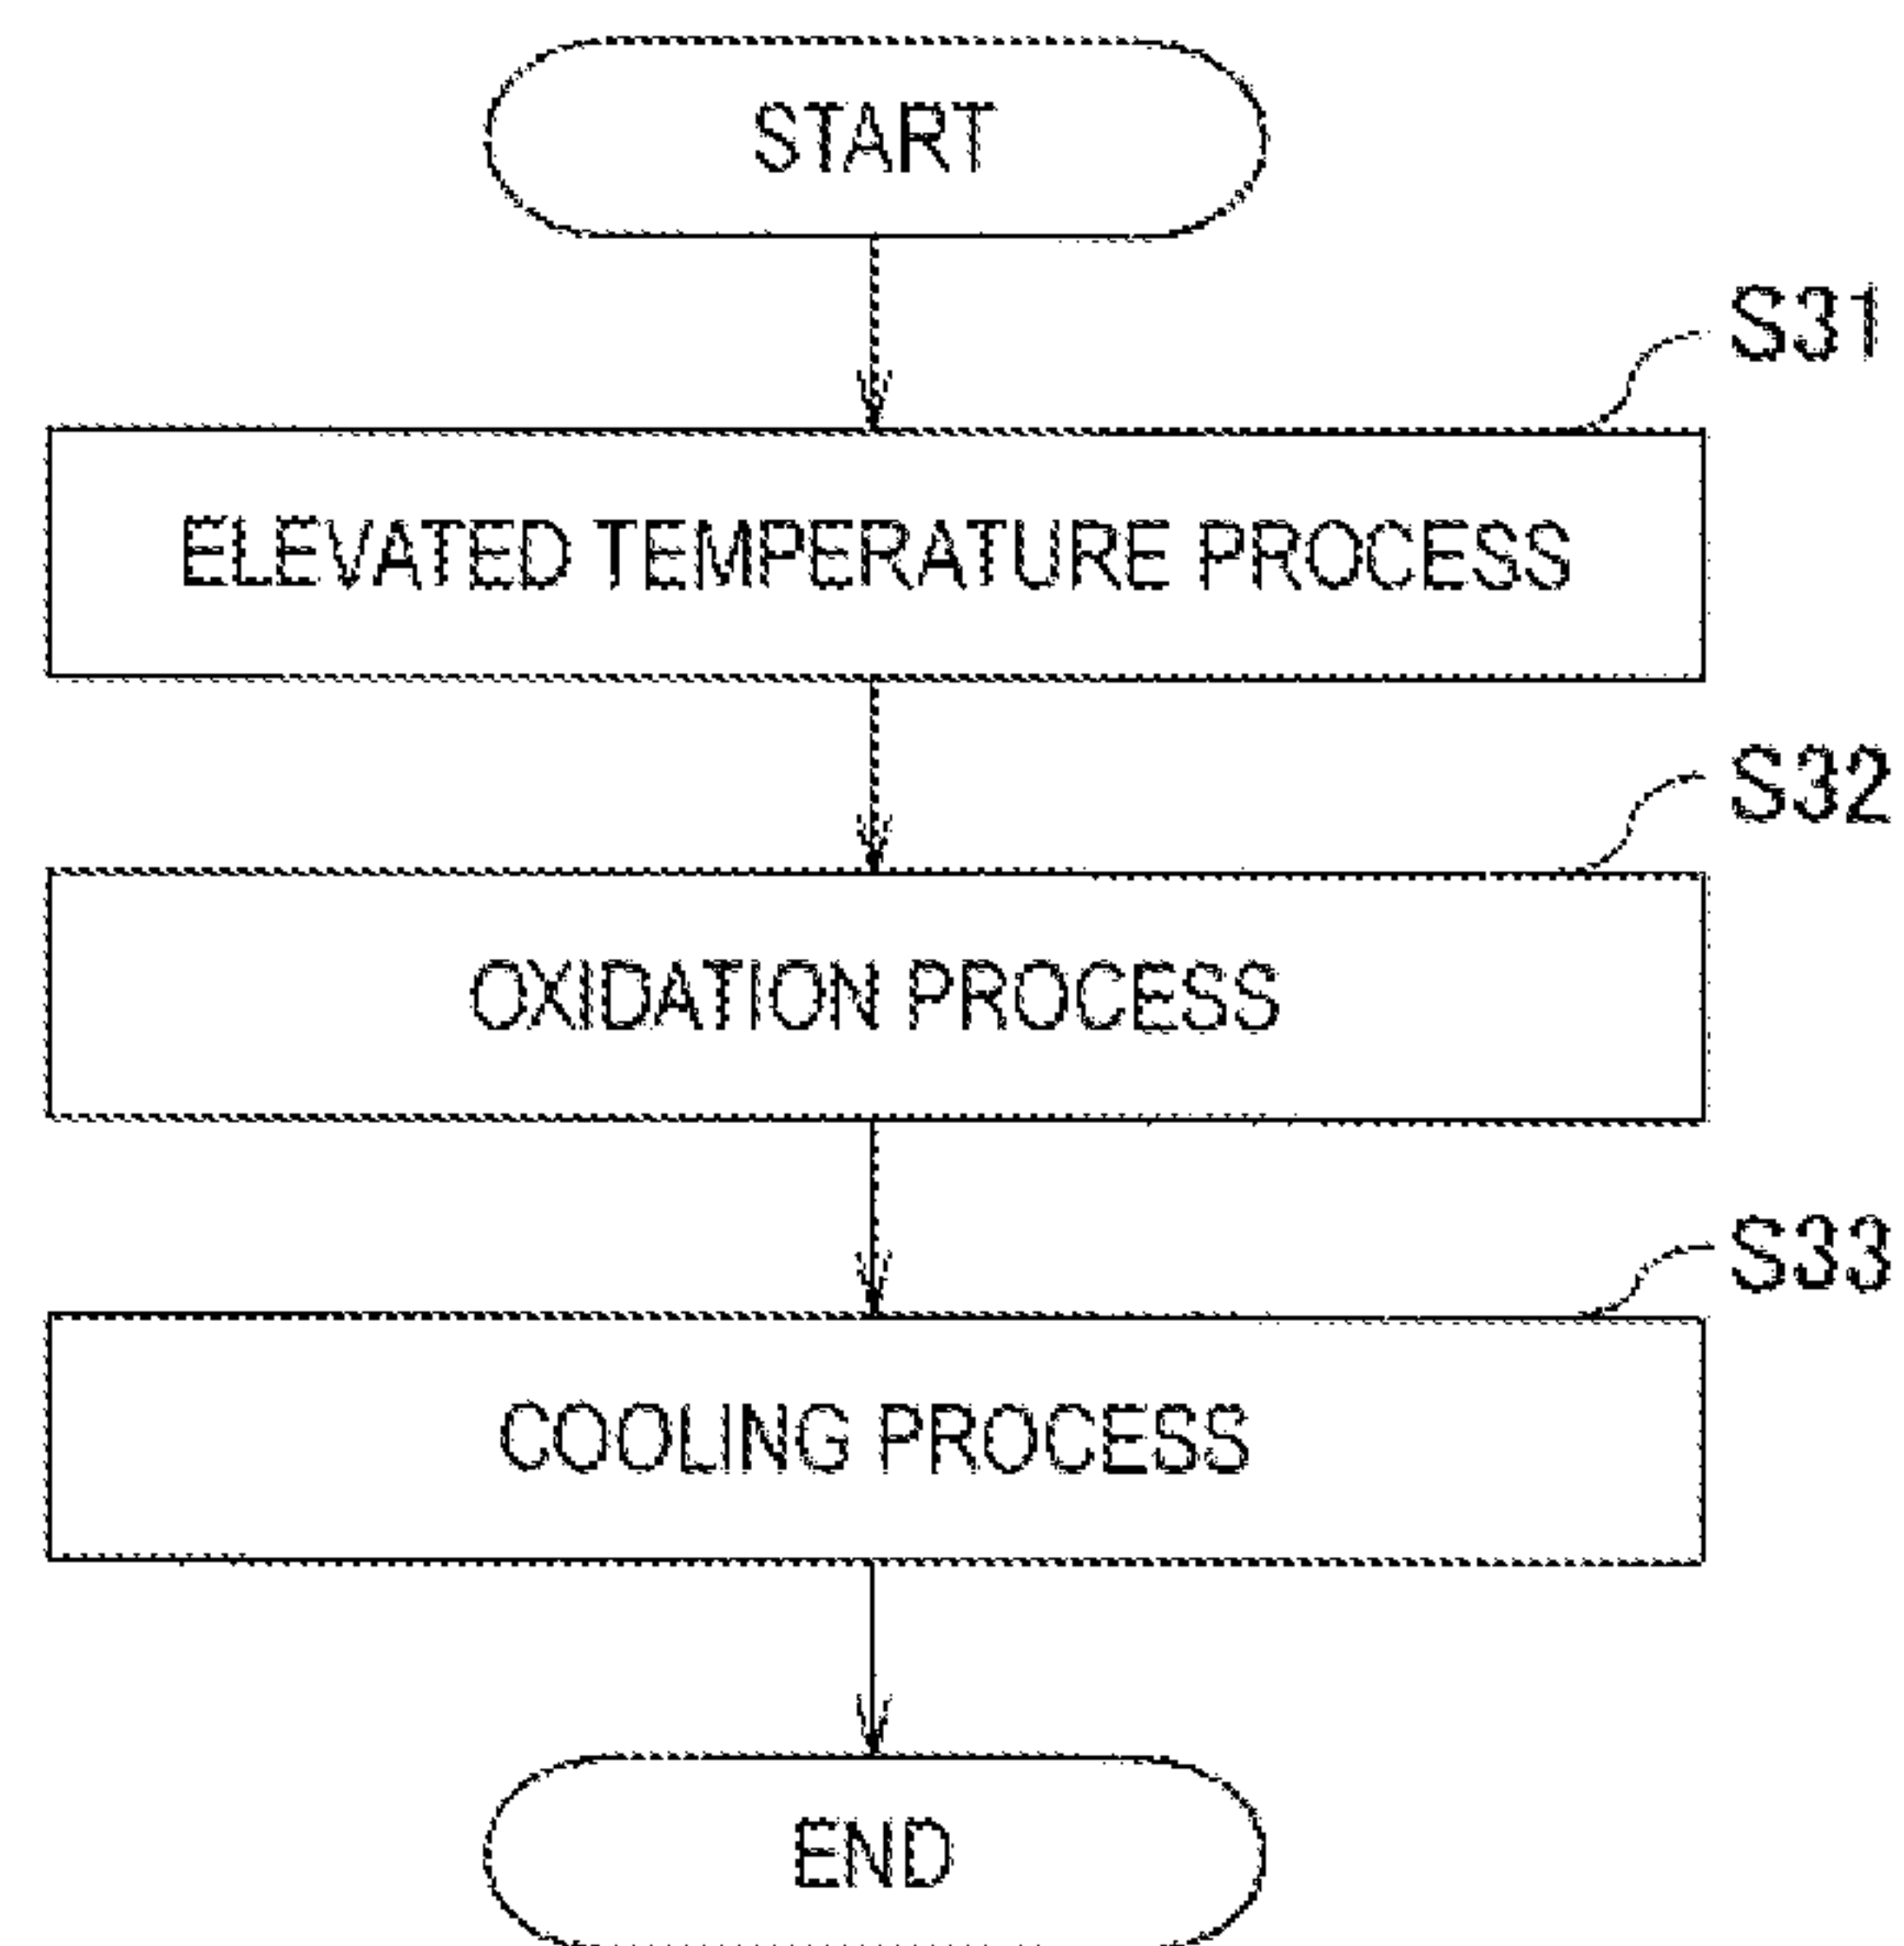 START
S31
ELEVATED TEMPERATURE PROCESS
S32
OXIDATION PROCESS
S33
COOLING PROCESS
END